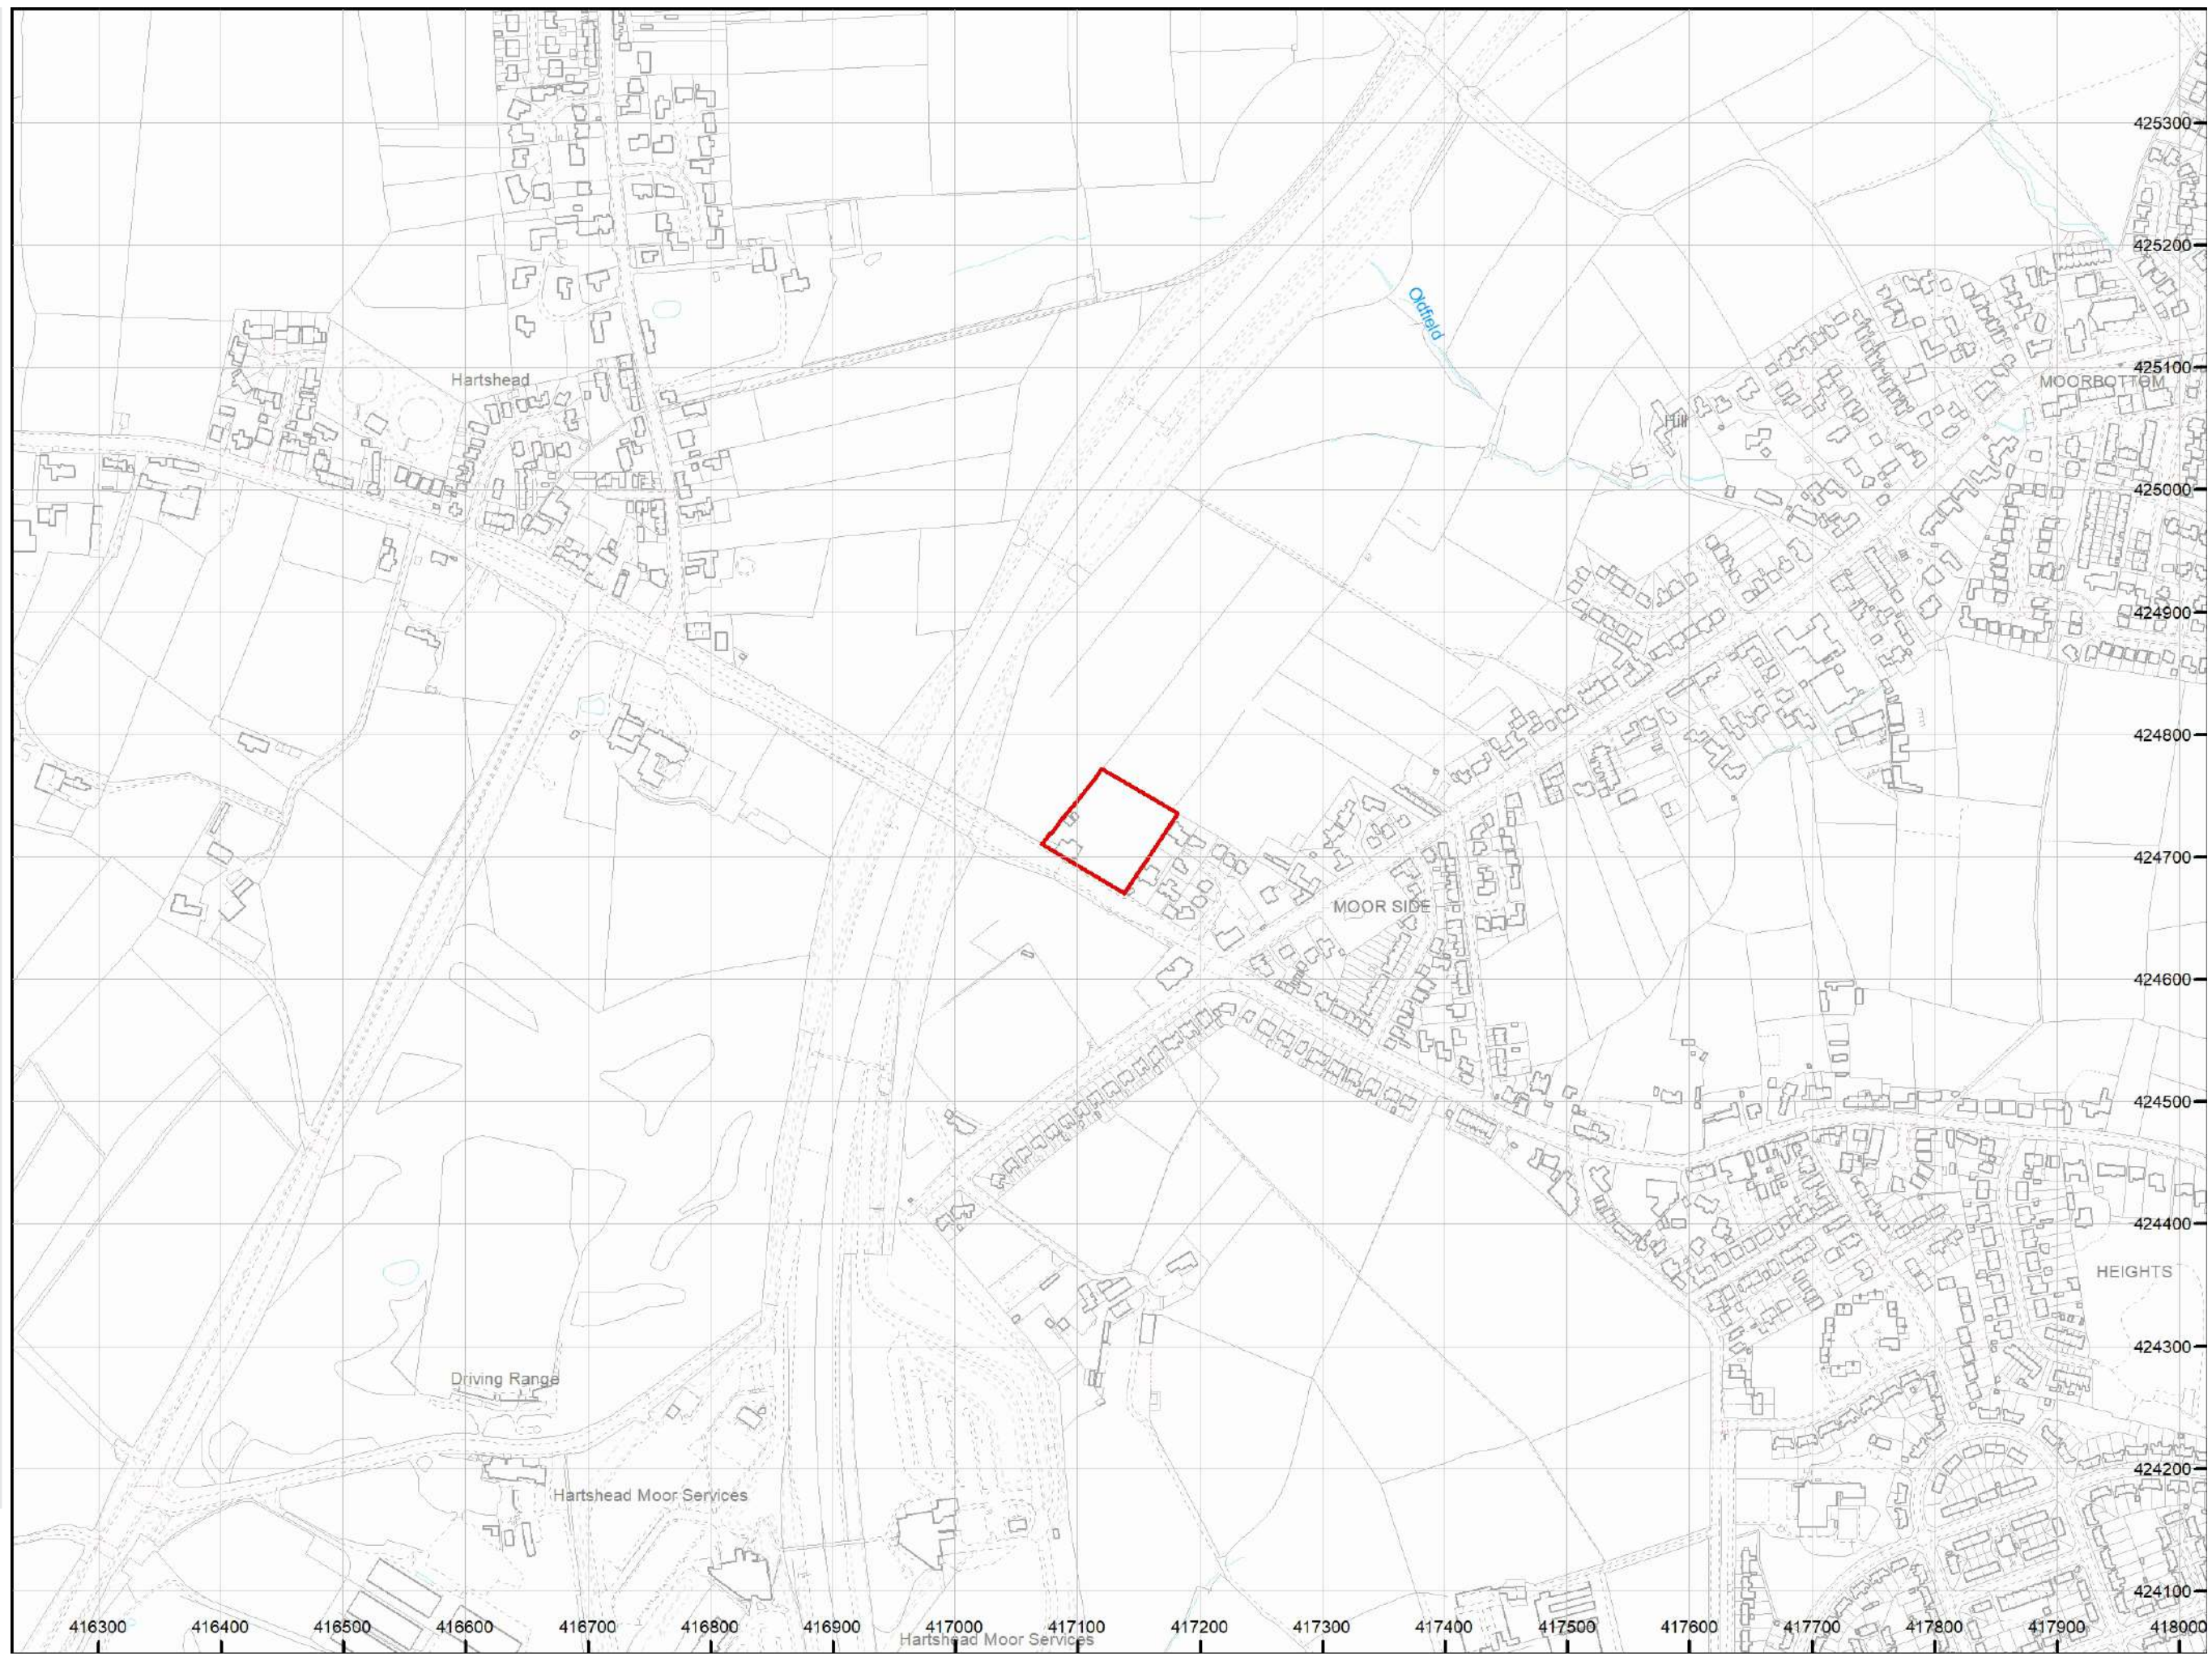 425300
425200
Oldfield
425100
Hartshead
MOORBOTTOM
Hill
425000
424900
424800
424700
MOOR SIDE
424600
424500
424400
HEIGHTS
424300
Driving Range
424200
Hartshead Moor Services
424100
416300 416400 416500 416600 416700 416800 416900 417000 417100 417200 417300 417400 417500 417600 417700 417800 417900 418000
Hartshead Moor Services